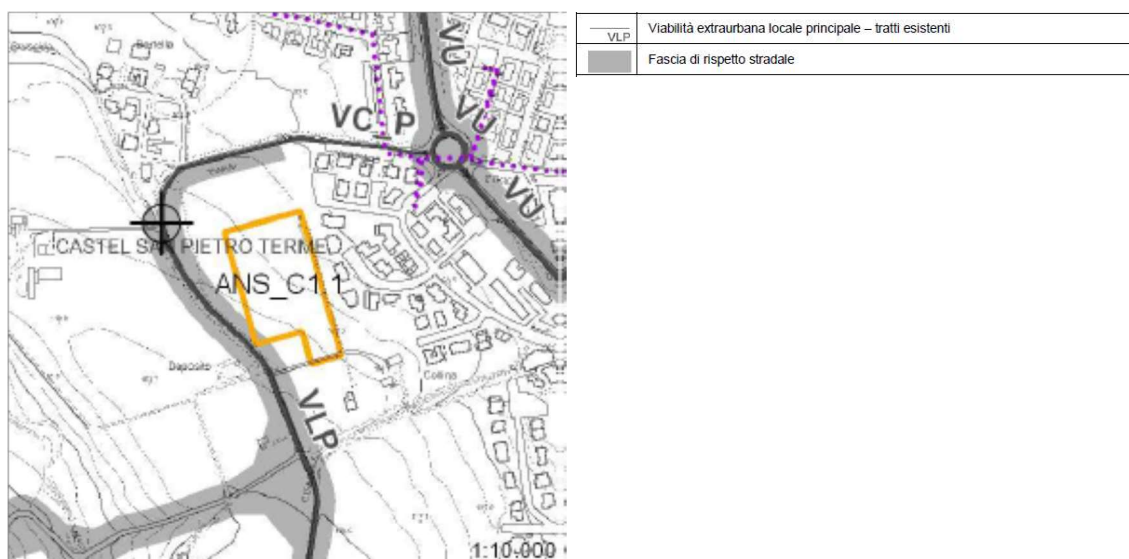 VU
VC_P
VU
VU
CASTEL SAN PIETRO TERME
ANS_C1.1
Deposito
Collina
VLP
1:10.000
VLP
Viabilità extraurbana locale principale – tratti esistenti
Fascia di rispetto stradale